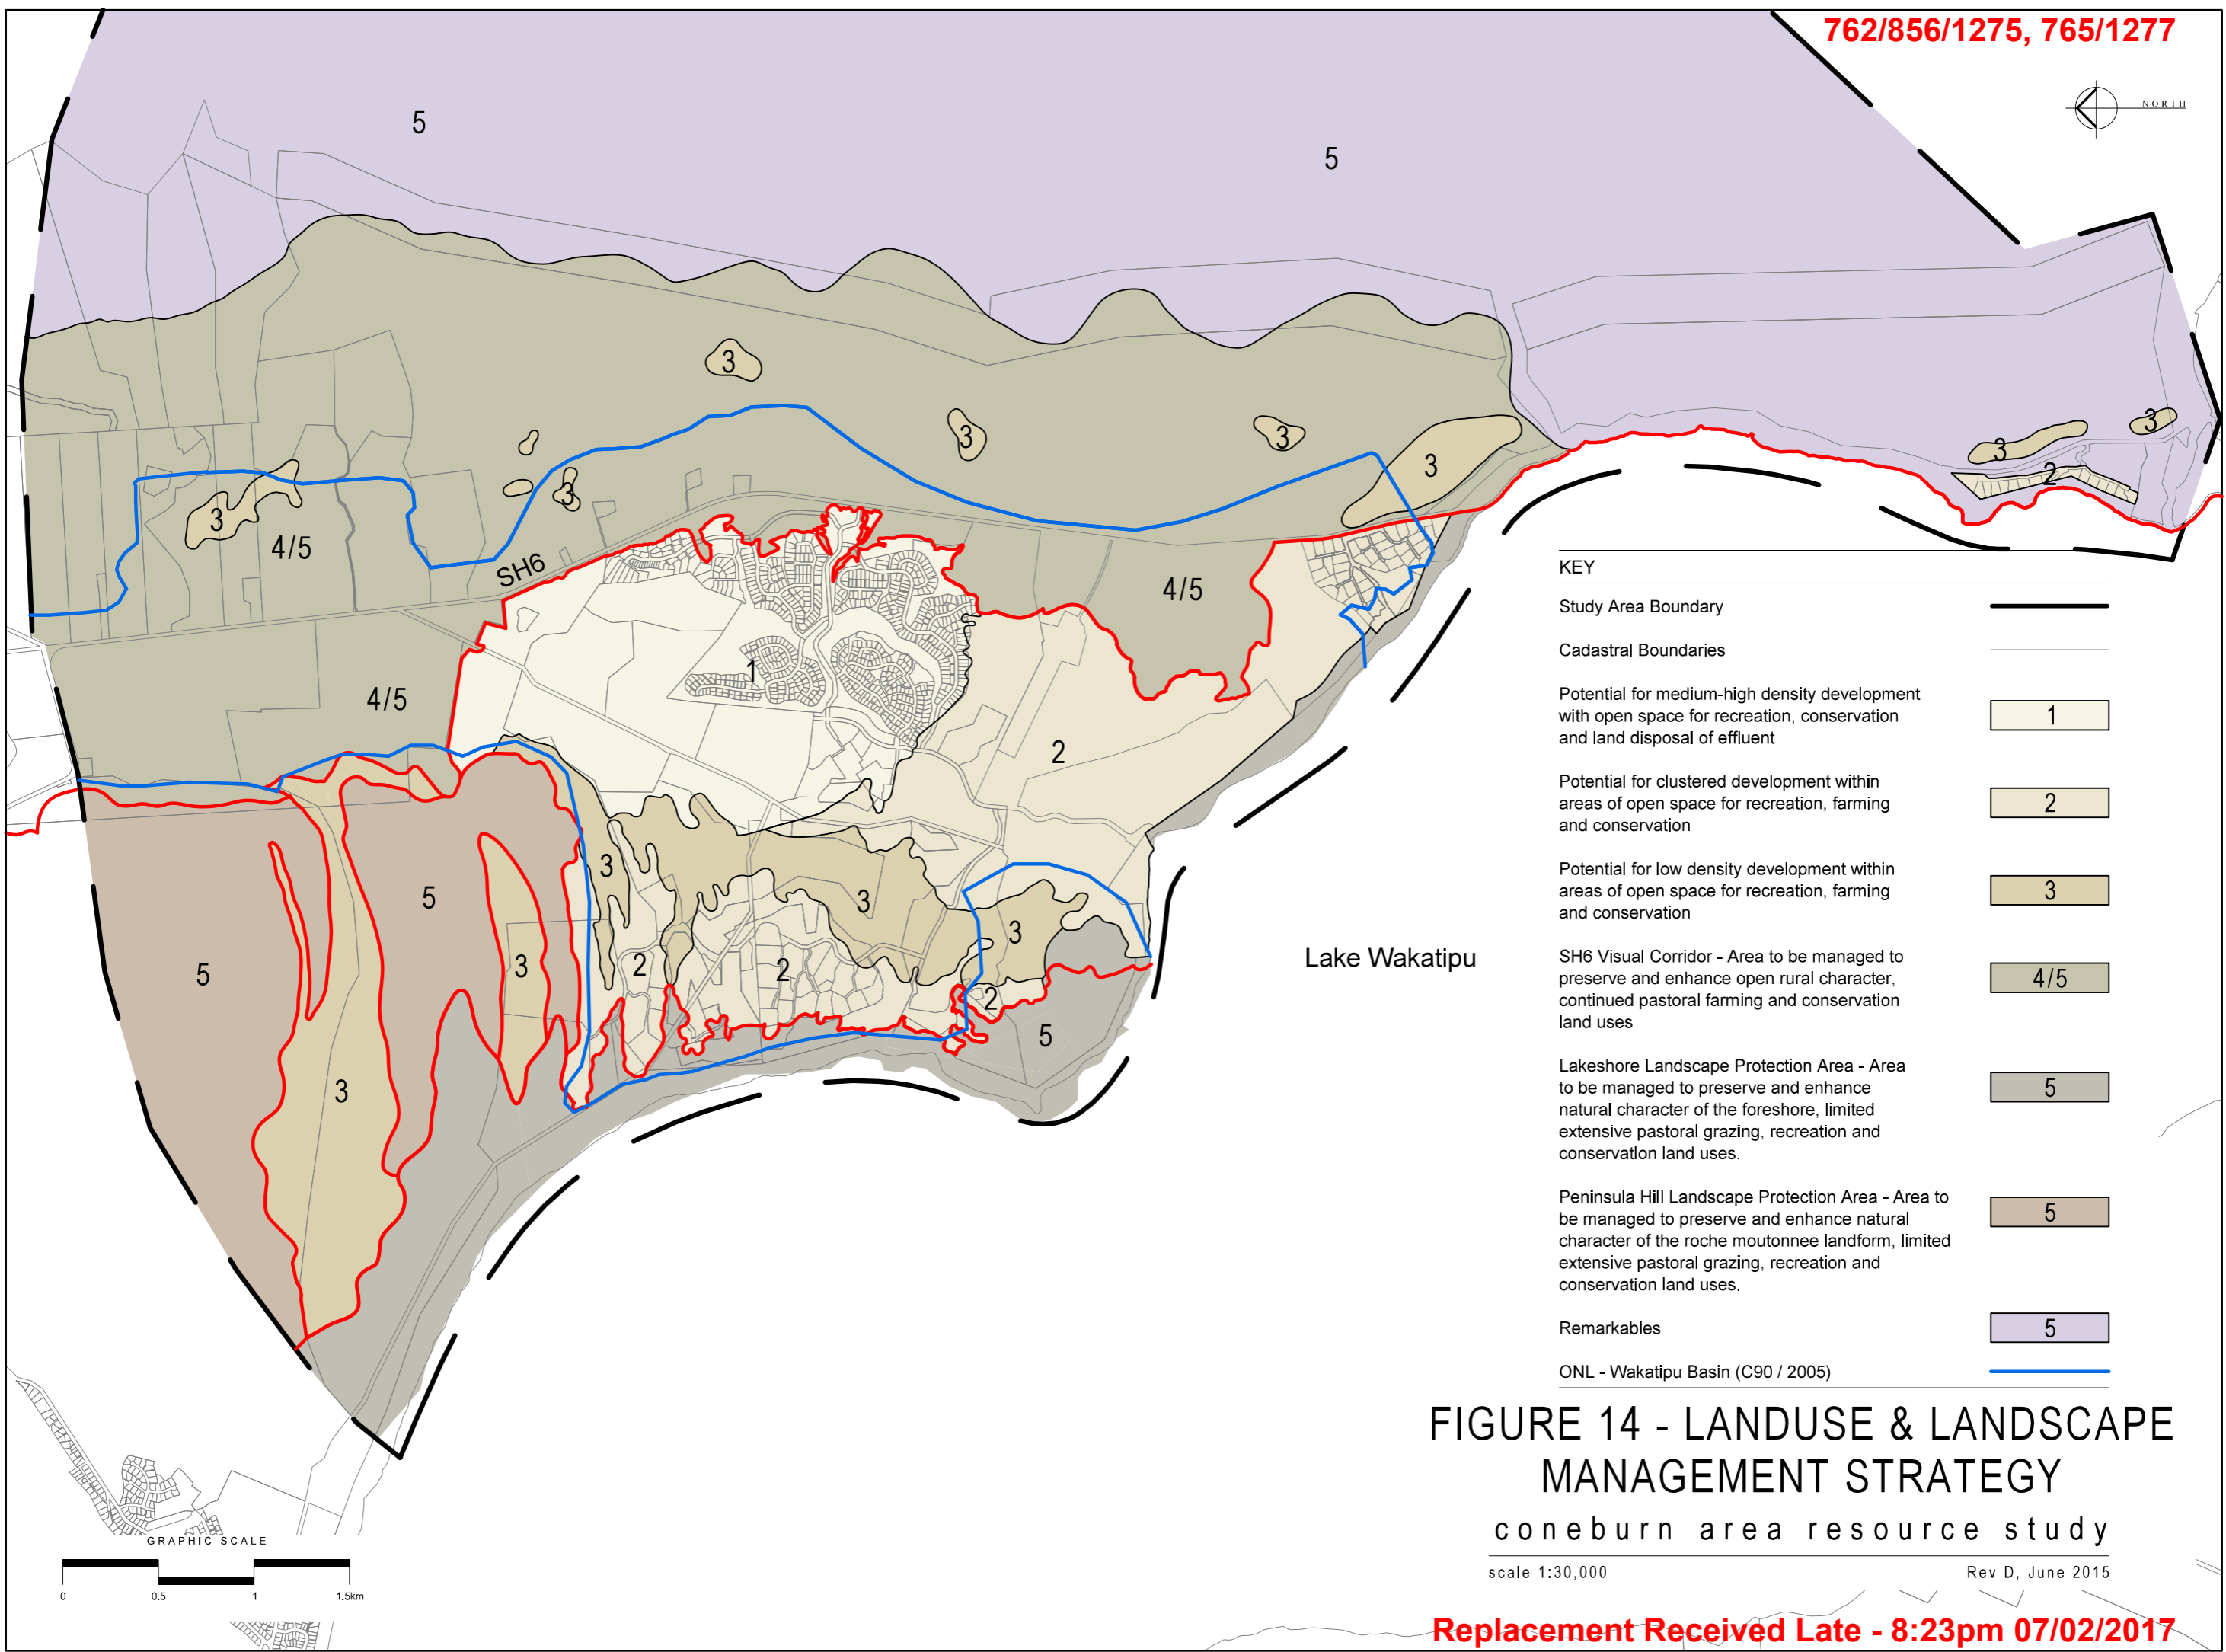 762/856/1275, 765/1277
NORTH
5
5
3
3
3
3
3
3
3
3
2
3
4/5
SH6
4/5
4/5
1
2
3
3
3
5
3
2
2
2
5
5
3
Lake Wakatipu
KEY
Study Area Boundary
Cadastral Boundaries
Potential for medium-high density development
with open space for recreation, conservation
and land disposal of effluent
1
Potential for clustered development within
areas of open space for recreation, farming
and conservation
2
Potential for low density development within
areas of open space for recreation, farming
and conservation
3
SH6 Visual Corridor - Area to be managed to
preserve and enhance open rural character,
continued pastoral farming and conservation
land uses
4/5
Lakeshore Landscape Protection Area - Area
to be managed to preserve and enhance
natural character of the foreshore, limited
extensive pastoral grazing, recreation and
conservation land uses.
5
Peninsula Hill Landscape Protection Area - Area to
be managed to preserve and enhance natural
character of the roche moutonnee landform, limited
extensive pastoral grazing, recreation and
conservation land uses.
5
Remarkables
5
ONL - Wakatipu Basin (C90 / 2005)
FIGURE 14 - LANDUSE & LANDSCAPE
MANAGEMENT STRATEGY
coneburn area resource study
scale 1:30,000
Rev D, June 2015
GRAPHIC SCALE
0 0.5 1 1.5km
Replacement Received Late - 8:23pm 07/02/2017